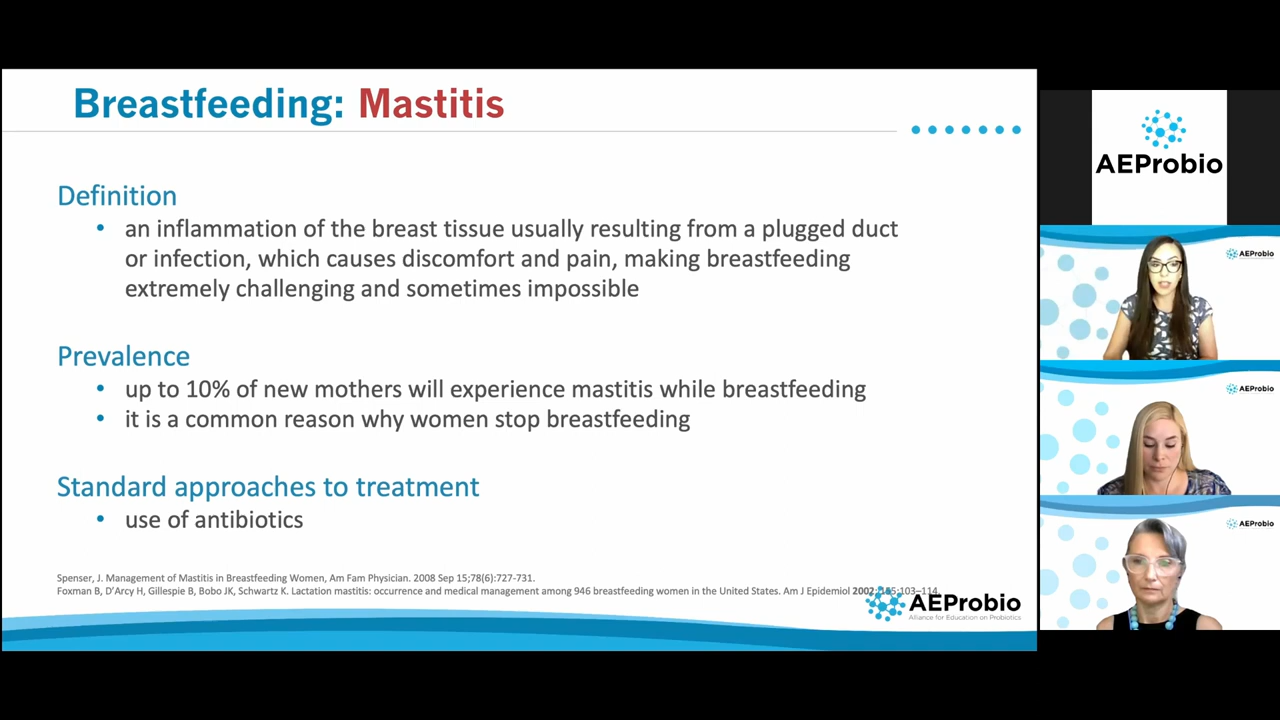 Breastfeeding: Mastitis
Definition
• an inflammation of the breast tissue usually resulting from a plugged duct
or infection, which causes discomfort and pain, making breastfeeding
extremely challenging and sometimes impossible
Prevalence
• up to 10% of new mothers will experience mastitis while breastfeeding
• it is a common reason why women stop breastfeeding
Standard approaches to treatment
• use of antibiotics
Spenser, J. Management of Mastitis in Breastfeeding Women, Am Fam Physician. 2008 Sep 15;78(6):727-731.
Foxman B, D'Arcy H, Gillespie B, Bobo JK, Schwartz K. Lactation mastitis: occurrence and medical management among 946 breastfeeding women in the United States. Am J Epidemiol 2002;155:103–114.
AEProbio
Alliance for Education on Probiotics
AEProbio
AEProbio
AEProbio
AEProbio